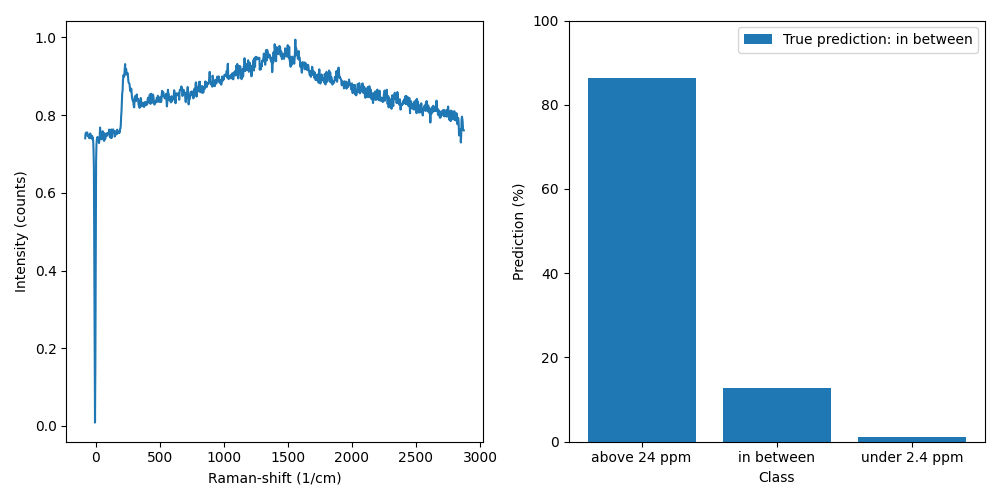 1.0
0.8
0.6
0.4
0.2
0.0
Intensity (counts)
0
500
1000
1500
2000
2500
3000
Raman-shift (1/cm)
100
80
60
40
20
0
Prediction (%)
True prediction: in between
above 24 ppm
in between
under 2.4 ppm
Class